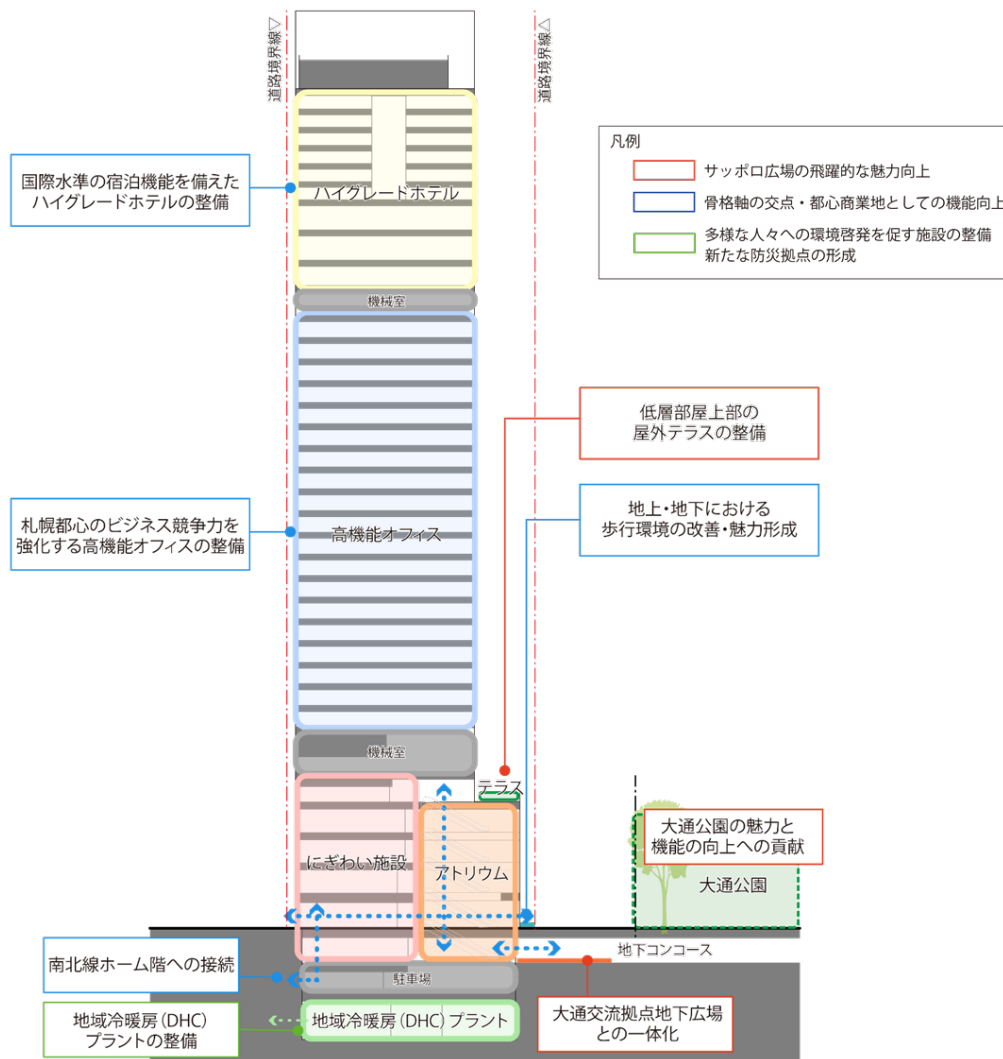 道路境界線▽
道路境界線△
凡例
サッポロ広場の飛躍的な魅力向上
骨格軸の交点・都心商業地としての機能向上
多様な人々への環境啓発を促す施設の整備
新たな防災拠点の形成
国際水準の宿泊機能を備えた
ハイグレードホテルの整備
ハイグレードホテル
機械室
低層部屋上部の
屋外テラスの整備
札幌都心のビジネス競争力を
強化する高機能オフィスの整備
高機能オフィス
地上・地下における
歩行環境の改善・魅力形成
機械室
テラス
にぎわい施設
アトリウム
大通公園の魅力と
機能の向上への貢献
大通公園
地下コンコース
南北線ホーム階への接続
駐車場
地域冷暖房(DHC)
プラントの整備
地域冷暖房(DHC)プラント
大通交流拠点地下広場
との一体化